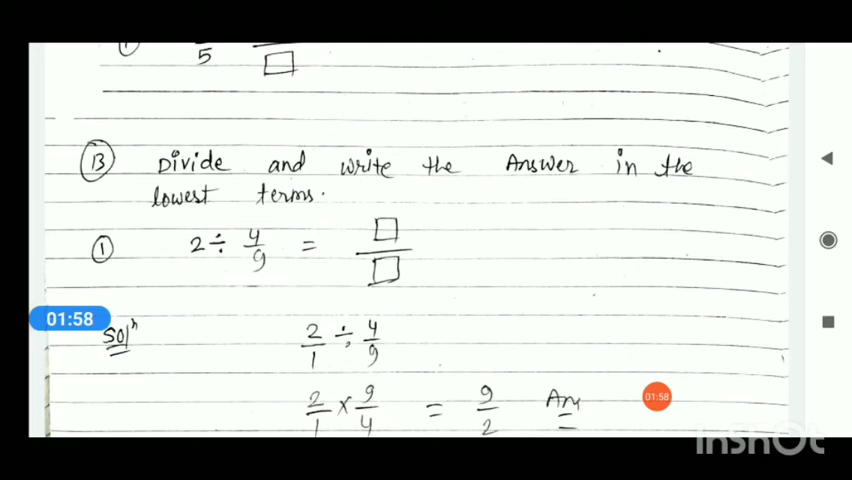 5
B Divide and write the Answer in the
lowest terms.
1 2 ÷ 4/9 = □/□
01:58
Solⁿ 2/1 ÷ 4/9
2/1 × 9/4 = 9/2 Ans
01:58
InShOt